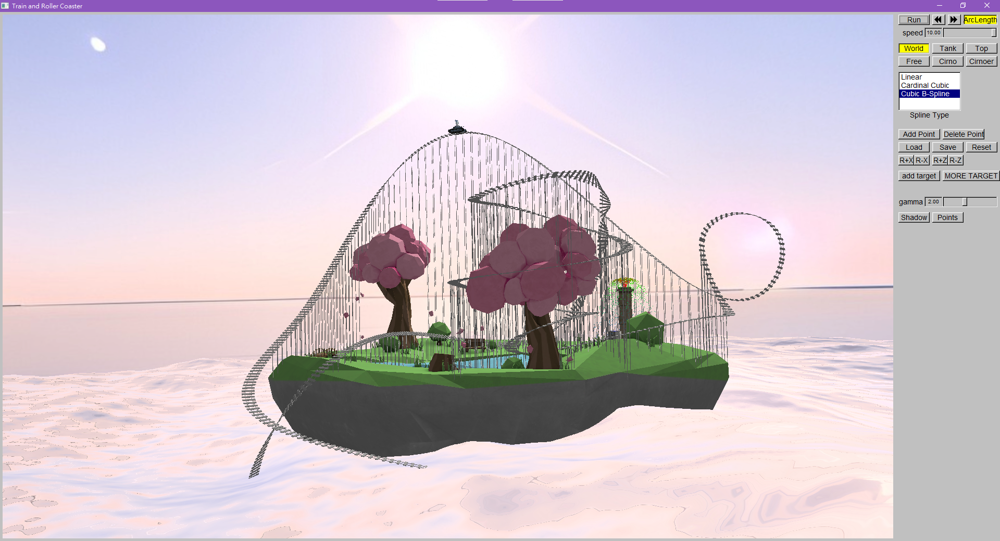 Train and Roller Coaster
Run ArcLength
speed 10.00
World Tank Top
Free Cirno Cirnoer
Linear
Cardinal Cubic
Cubic B-Spline
Spline Type
Add Point Delete Point
Load Save Reset
R+X R-X R+Z R-Z
add target MORE TARGET
gamma 2.00
Shadow Points